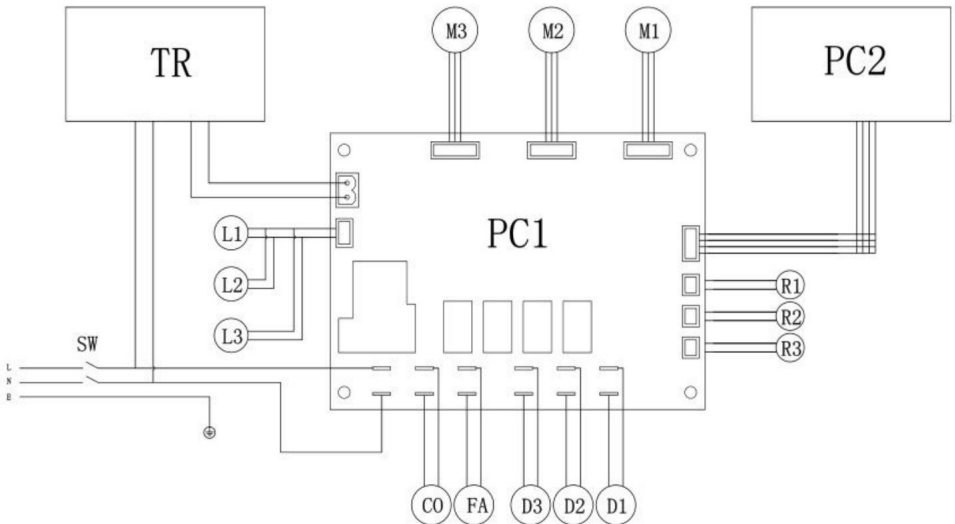 M3 M2 M1
TR PC2
PC1
L1
L2
L3
R1
R2
R3
SW
L
N
E
CO FA D3 D2 D1